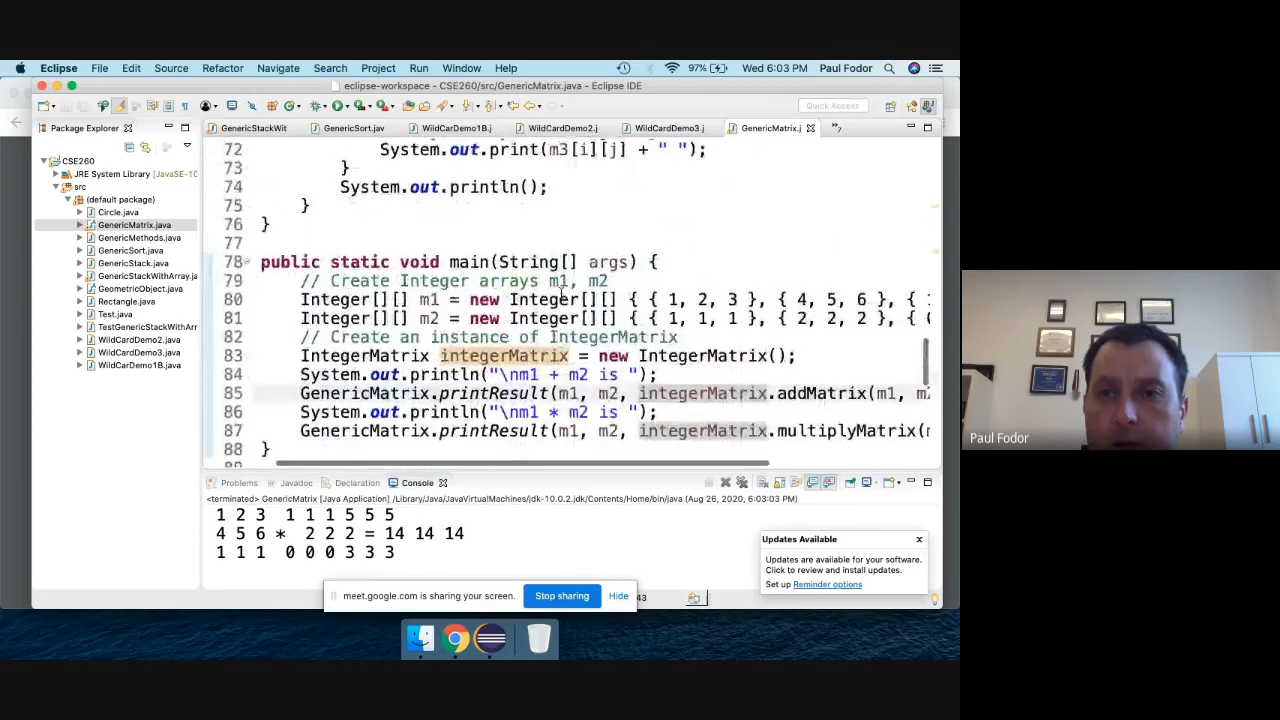 Eclipse File Edit Source Refactor Navigate Search Project Run Window Help 97% Wed 6:03 PM Paul Fodor
eclipse-workspace - CSE260/src/GenericMatrix.java - Eclipse IDE
Quick Access
Package Explorer
GenericStackWit GenericSort.jav WildCarDemo1B.j WildCarDemo2.j WildCarDemo3.j GenericMatrix.j
CSE260
JRE System Library [JavaSE-10
src
(default package)
Circle.java
GenericMatrix.java
GenericMethods.java
GenericSort.java
GenericStack.java
GenericStackWithArray.ja
GeometricObject.java
Rectangle.java
Test.java
TestGenericStackWithArr
WildCarDemo2.java
WildCarDemo3.java
WildCarDemo1B.java
72 System.out.print(m3[i][j] + " ");
73 }
74 System.out.println();
75 }
76 }
77
78 public static void main(String[] args) {
79 // Create Integer arrays m1, m2
80 Integer[][] m1 = new Integer[][] { { 1, 2, 3 }, { 4, 5, 6 }, { 1
81 Integer[][] m2 = new Integer[][] { { 1, 1, 1 }, { 2, 2, 2 }, { 0
82 // Create an instance of IntegerMatrix
83 IntegerMatrix integerMatrix = new IntegerMatrix();
84 System.out.println("\nm1 + m2 is ");
85 GenericMatrix.printResult(m1, m2, integerMatrix.addMatrix(m1, m2
86 System.out.println("\nm1 * m2 is ");
87 GenericMatrix.printResult(m1, m2, integerMatrix.multiplyMatrix(m
88 }
Problems Javadoc Declaration Console
<terminated> GenericMatrix [Java Application] /Library/Java/JavaVirtualMachines/jdk-10.0.2.jdk/Contents/Home/bin/java (Aug 26, 2020, 6:03:03 PM)
1 2 3 1 1 1 5 5 5
4 5 6 * 2 2 2 = 14 14 14
1 1 1 0 0 0 3 3 3
Updates Available
Updates are available for your software.
Click to review and install updates.
Set up Reminder options
meet.google.com is sharing your screen. Stop sharing Hide
43
Paul Fodor